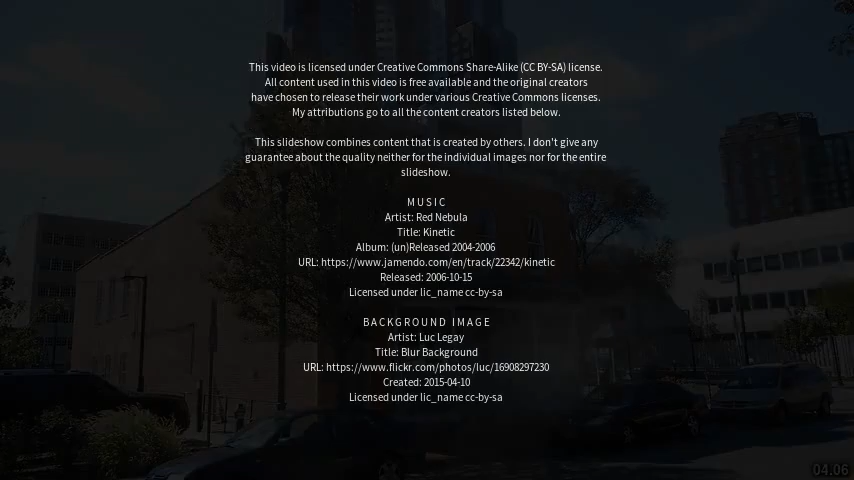 This video is licensed under Creative Commons Share-Alike (CC BY-SA) license.
All content used in this video is free available and the original creators
have chosen to release their work under various Creative Commons licenses.
My attributions go to all the content creators listed below.
This slideshow combines content that is created by others. I don't give any
guarantee about the quality neither for the individual images nor for the entire
slideshow.
MUSIC
Artist: Red Nebula
Title: Kinetic
Album: (un)Released 2004-2006
URL: https://www.jamendo.com/en/track/22342/kinetic
Released: 2006-10-15
Licensed under lic_name cc-by-sa
BACKGROUND IMAGE
Artist: Luc Legay
Title: Blur Background
URL: https://www.flickr.com/photos/luc/16908297230
Created: 2015-04-10
Licensed under lic_name cc-by-sa
04.06